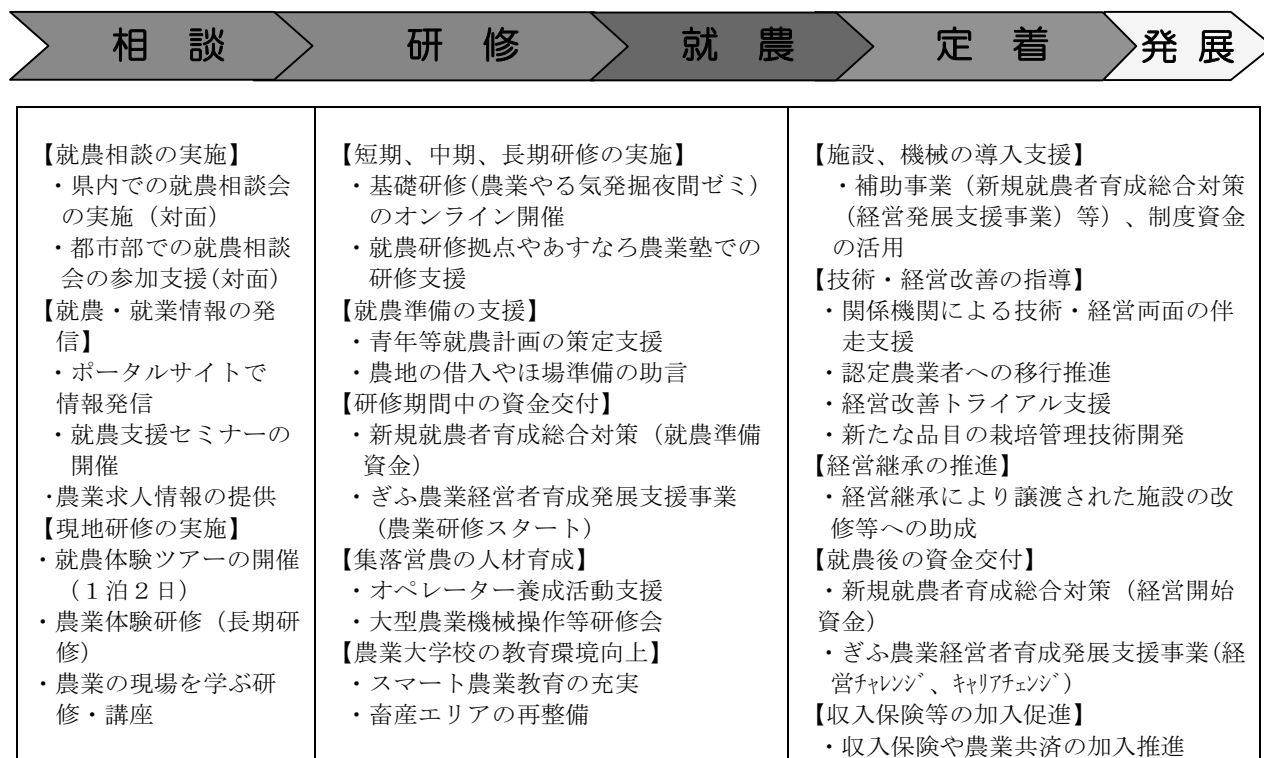 相 談
研 修
就 農
定 着
発 展
【就農相談の実施】
・県内での就農相談会
の実施（対面）
・都市部での就農相談
会の参加支援(対面)
【就農・就業情報の発
信】
・ポータルサイトで
情報発信
・就農支援セミナーの
開催
・農業求人情報の提供
【現地研修の実施】
・就農体験ツアーの開催
（１泊２日）
・農業体験研修（長期研
修）
・農業の現場を学ぶ研
修・講座
【短期、中期、長期研修の実施】
・基礎研修(農業やる気発掘夜間ゼミ)
のオンライン開催
・就農研修拠点やあすなろ農業塾での
研修支援
【就農準備の支援】
・青年等就農計画の策定支援
・農地の借入やほ場準備の助言
【研修期間中の資金交付】
・新規就農者育成総合対策（就農準備
資金）
・ぎふ農業経営者育成発展支援事業
（農業研修スタート）
【集落営農の人材育成】
・オペレーター養成活動支援
・大型農業機械操作等研修会
【農業大学校の教育環境向上】
・スマート農業教育の充実
・畜産エリアの再整備
【施設、機械の導入支援】
・補助事業（新規就農者育成総合対策
（経営発展支援事業）等）、制度資金
の活用
【技術・経営改善の指導】
・関係機関による技術・経営両面の伴
走支援
・認定農業者への移行推進
・経営改善トライアル支援
・新たな品目の栽培管理技術開発
【経営継承の推進】
・経営継承により譲渡された施設の改
修等への助成
【就農後の資金交付】
・新規就農者育成総合対策（経営開始
資金）
・ぎふ農業経営者育成発展支援事業(経
営ﾁｬﾚﾝｼﾞ、ｷｬﾘｱﾁｪﾝｼﾞ)
【収入保険等の加入促進】
・収入保険や農業共済の加入推進